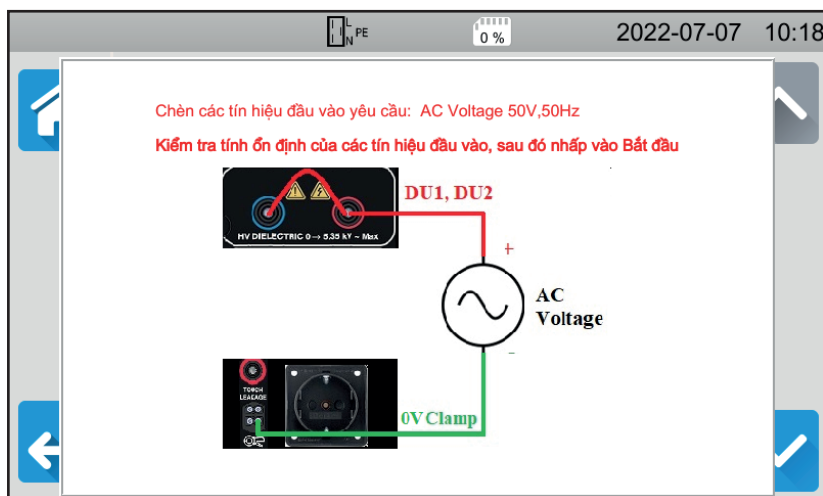 L
N PE
0 %
2022-07-07 10:18
Chèn các tín hiệu đầu vào yêu cầu: AC Voltage 50V,50Hz
Kiểm tra tính ổn định của các tín hiệu đầu vào, sau đó nhấp vào Bắt đầu
DU1, DU2
HV DIELECTRIC 0 → 5.35 kV ~ Max
+
AC
Voltage
-
TOUCH
LEAKAGE
0V Clamp